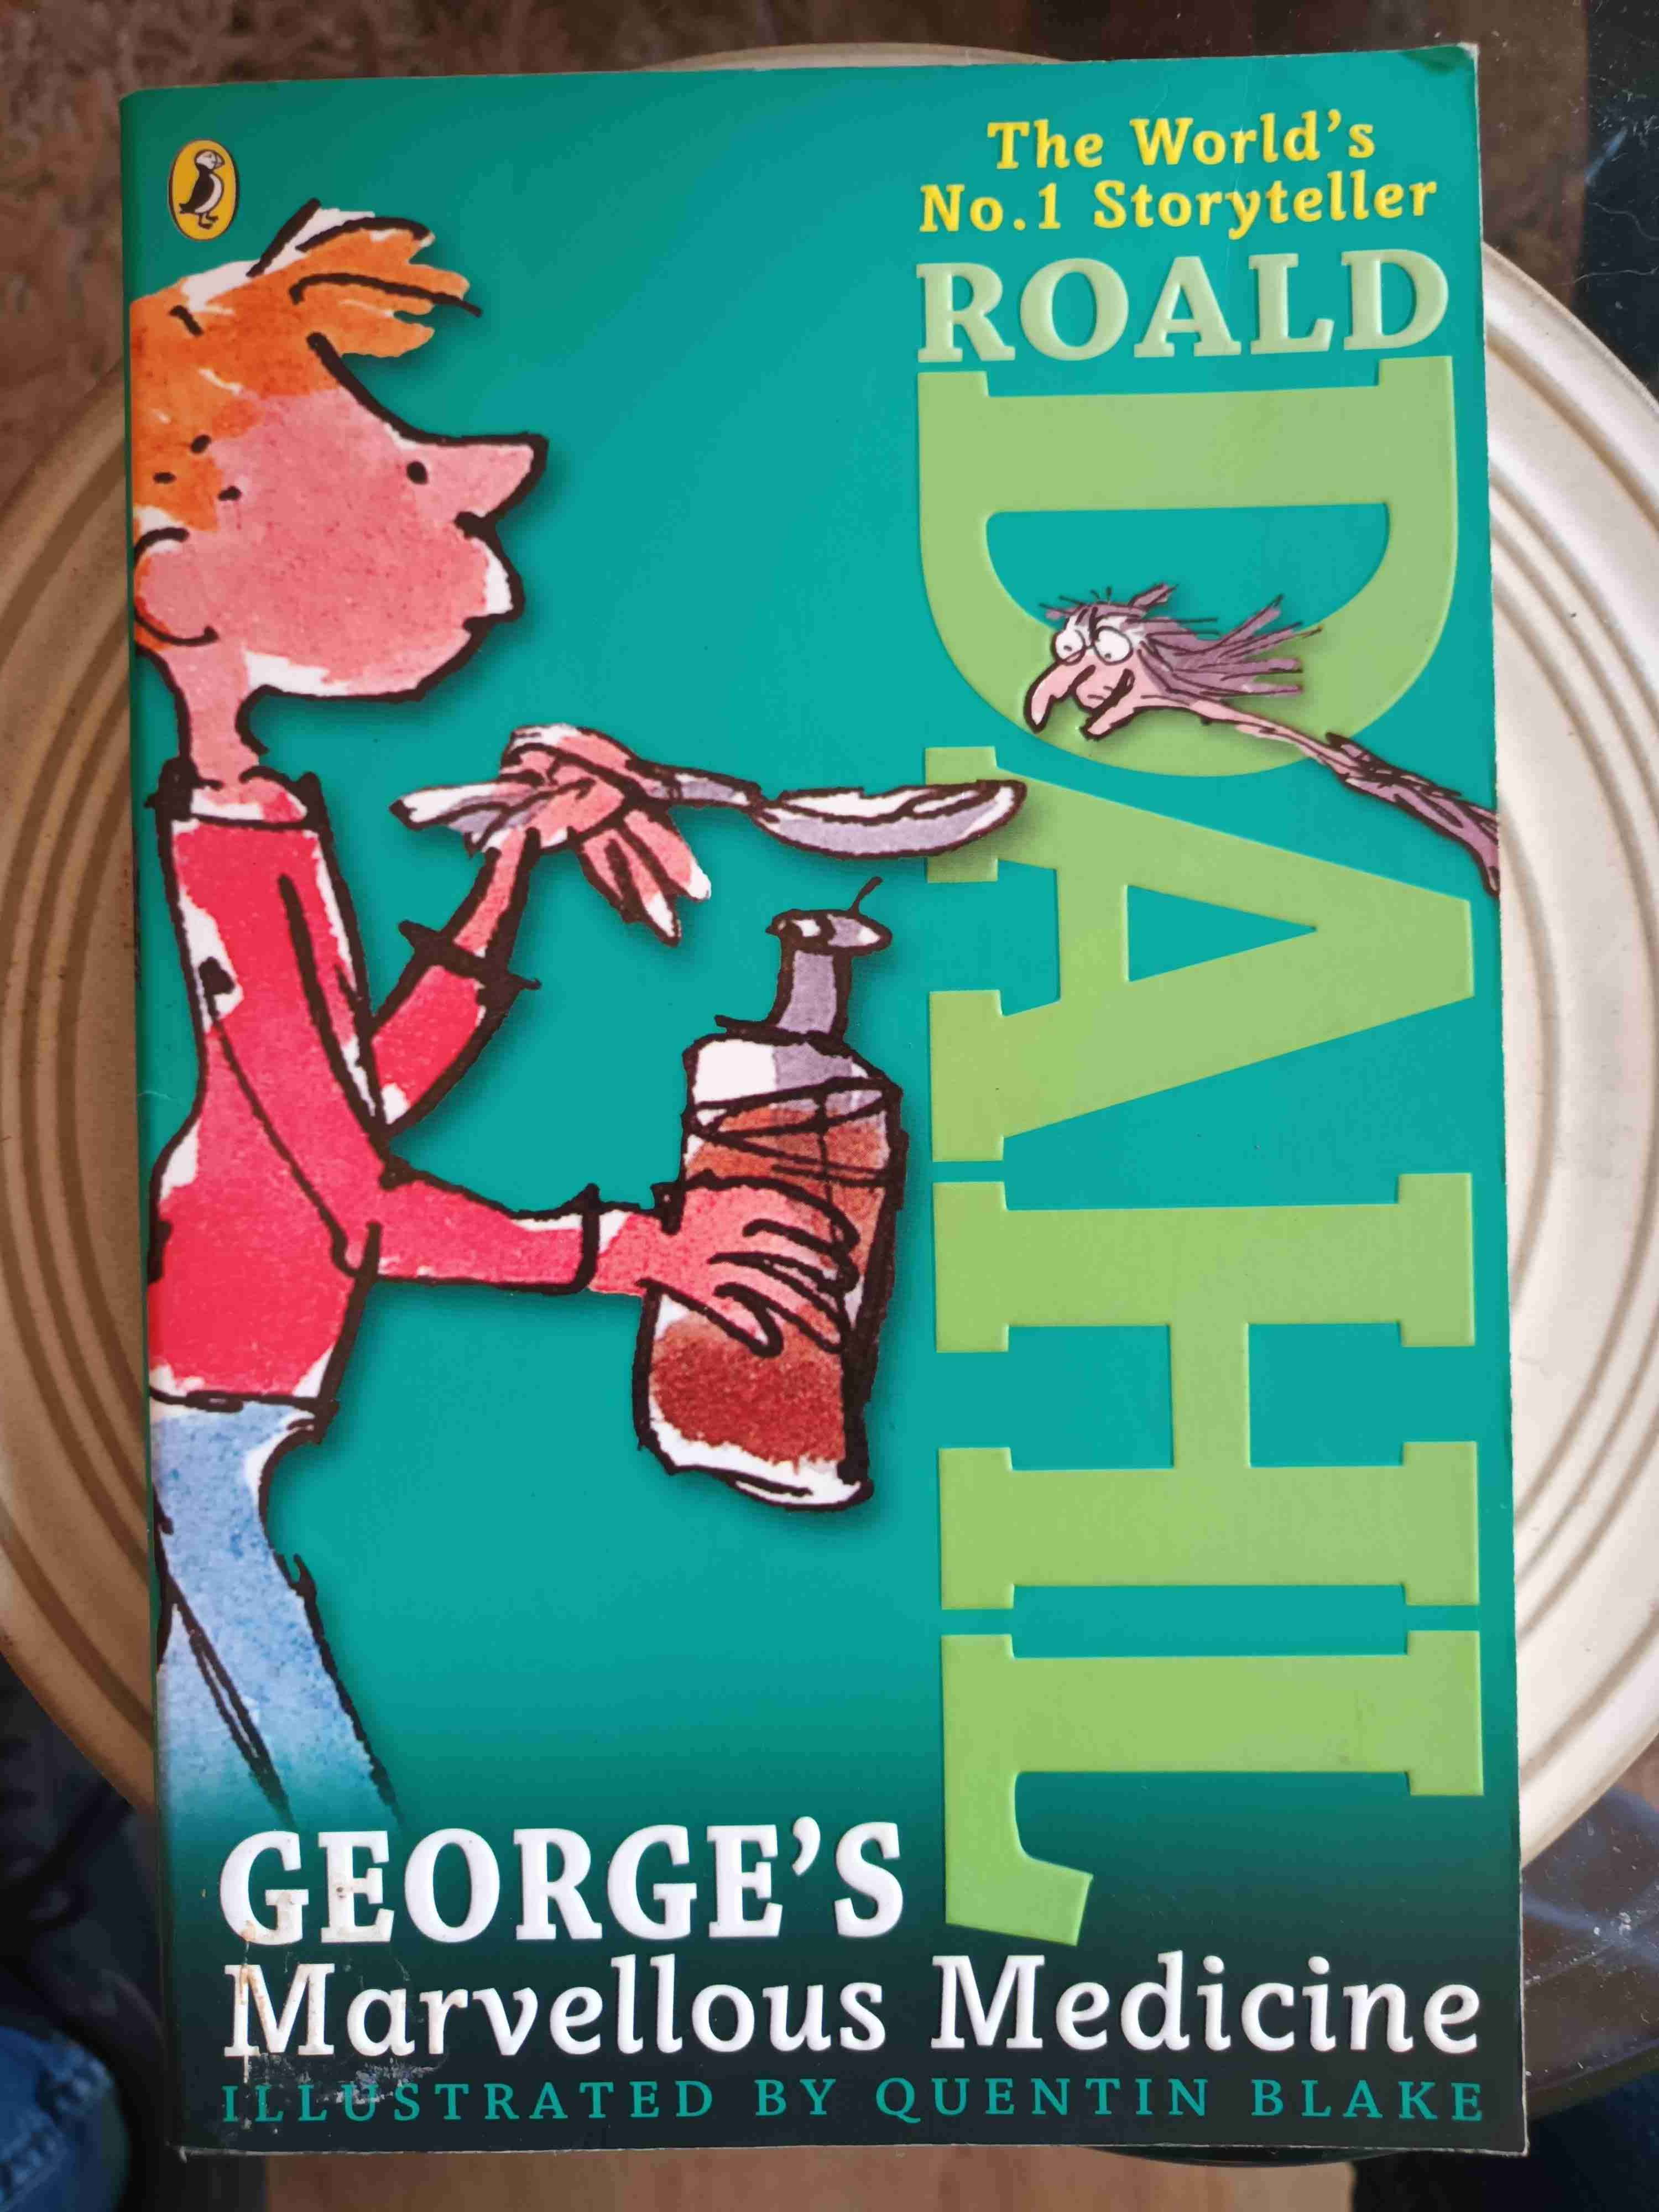 The World's
No.1 Storyteller
ROALD
DAHL
GEORGE'S
Marvellous Medicine
ILLUSTRATED BY QUENTIN BLAKE